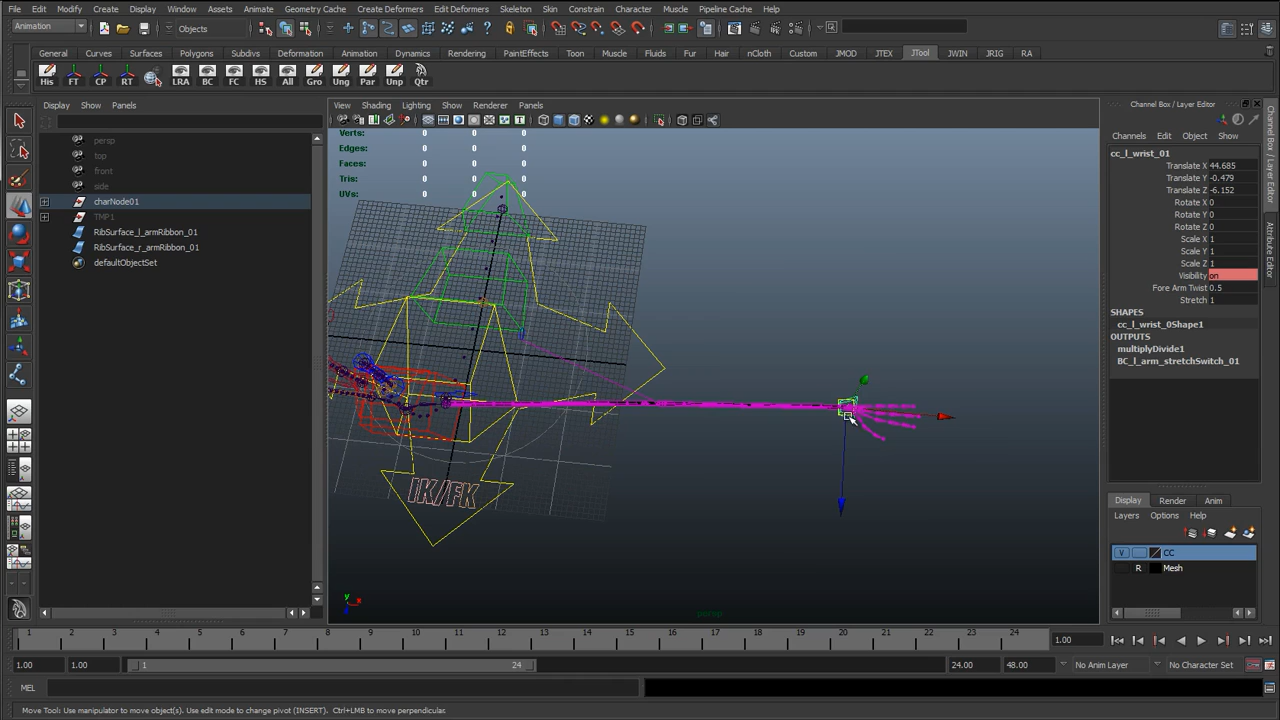 File Edit Modify Create Display Window Assets Animate Geometry Cache Create Deformers Edit Deformers Skeleton Skin Constrain Character Muscle Pipeline Cache Help
Animation Objects
General Curves Surfaces Polygons Subdivs Deformation Animation Dynamics Rendering PaintEffects Toon Muscle Fluids Fur Hair nCloth Custom JMOD JTEX JTool JWIN JRIG RA
His FT CP RT LRA BC FC HS All Gro Ung Par Unp Qtr
Display Show Panels
View Shading Lighting Show Renderer Panels
persp
top
front
side
charNode01
TMP1
RibSurface_l_armRibbon_01
RibSurface_r_armRibbon_01
defaultObjectSet
Verts: 0 0 0
Edges: 0 0 0
Faces: 0 0 0
Tris: 0 0 0
UVs: 0 0 0
IK/FK
y
x
persp
Channel Box / Layer Editor
Channels Edit Object Show
cc_l_wrist_01
Translate X 44.685
Translate Y -0.479
Translate Z -6.152
Rotate X 0
Rotate Y 0
Rotate Z 0
Scale X 1
Scale Y 1
Scale Z 1
Visibility on
Fore Arm Twist 0.5
Stretch 1
SHAPES
cc_l_wrist_0Shape1
OUTPUTS
multiplyDivide1
BC_l_arm_stretchSwitch_01
Channel Box / Layer Editor
Attribute Editor
Display Render Anim
Layers Options Help
V CC
R Mesh
1 2 3 4 5 6 7 8 9 10 11 12 13 14 15 16 17 18 19 20 21 22 23 24
1.00
1.00 1.00 1 24 24.00 48.00 No Anim Layer No Character Set
MEL
Move Tool: Use manipulator to move object(s). Use edit mode to change pivot (INSERT). Ctrl+LMB to move perpendicular.